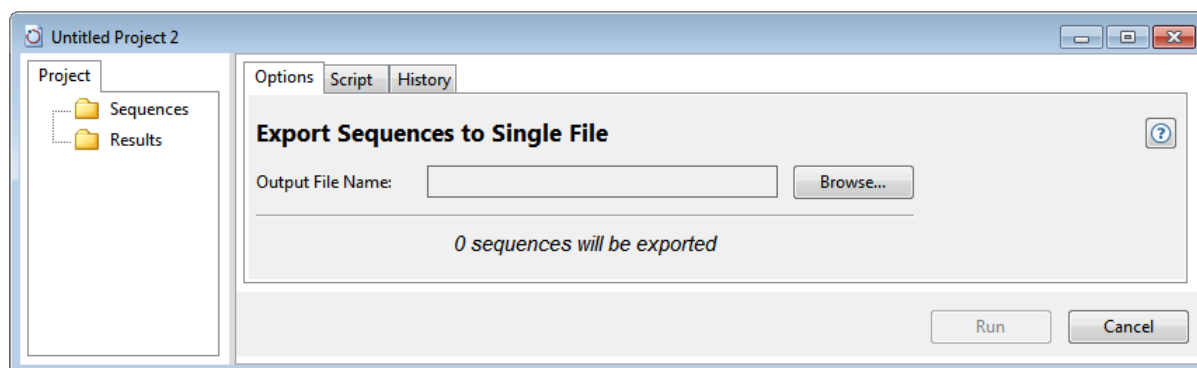 Untitled Project 2
Project
Sequences
Results
Options Script History
Export Sequences to Single File
Output File Name: Browse...
0 sequences will be exported
Run Cancel